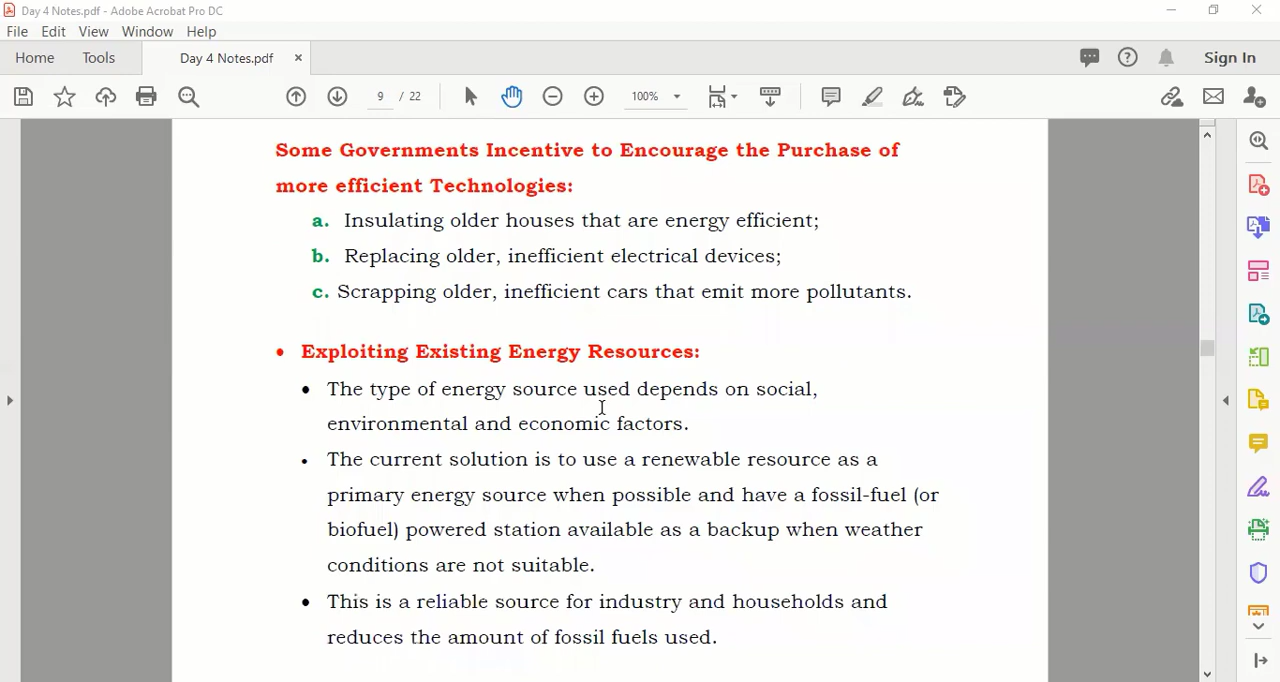 Day 4 Notes.pdf - Adobe Acrobat Pro DC
File Edit View Window Help
Home Tools Day 4 Notes.pdf × Sign In
9 / 22 100%
Some Governments Incentive to Encourage the Purchase of
more efficient Technologies:
a. Insulating older houses that are energy efficient;
b. Replacing older, inefficient electrical devices;
c. Scrapping older, inefficient cars that emit more pollutants.
• Exploiting Existing Energy Resources:
• The type of energy source used depends on social,
environmental and economic factors.
• The current solution is to use a renewable resource as a
primary energy source when possible and have a fossil-fuel (or
biofuel) powered station available as a backup when weather
conditions are not suitable.
• This is a reliable source for industry and households and
reduces the amount of fossil fuels used.